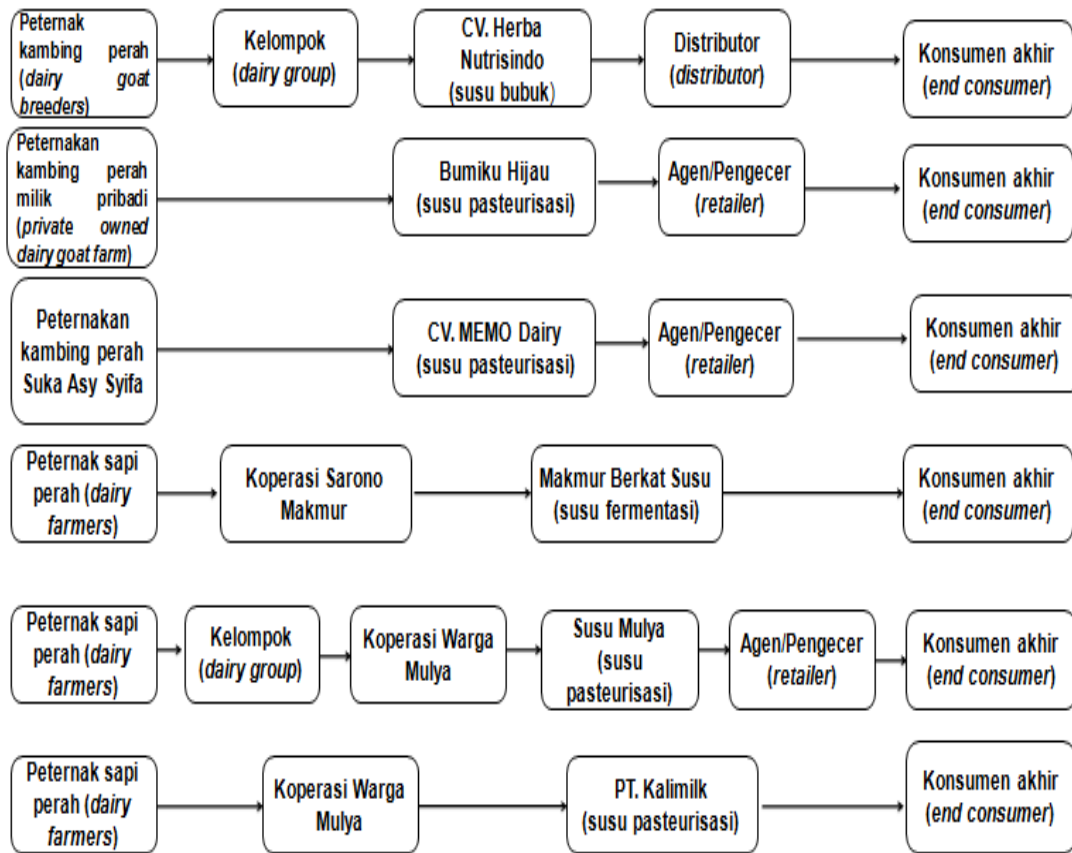 Peternak
kambing perah
(dairy goat
breeders)
Kelompok
(dairy group)
CV. Herba
Nutrisindo
(susu bubuk)
Distributor
(distributor)
Konsumen akhir
(end consumer)
Peternakan
kambing perah
milik pribadi
(private owned
dairy goat farm)
Bumiku Hijau
(susu pasteurisasi)
Agen/Pengecer
(retailer)
Konsumen akhir
(end consumer)
Peternakan
kambing perah
Suka Asy Syifa
CV. MEMO Dairy
(susu pasteurisasi)
Agen/Pengecer
(retailer)
Konsumen akhir
(end consumer)
Peternak sapi
perah (dairy
farmers)
Koperasi Sarono
Makmur
Makmur Berkat Susu
(susu fermentasi)
Konsumen akhir
(end consumer)
Peternak sapi
perah (dairy
farmers)
Kelompok
(dairy group)
Koperasi Warga
Mulya
Susu Mulya
(susu
pasteurisasi)
Agen/Pengecer
(retailer)
Konsumen akhir
(end consumer)
Peternak sapi
perah (dairy
farmers)
Koperasi Warga
Mulya
PT. Kalimilk
(susu pasteurisasi)
Konsumen akhir
(end consumer)